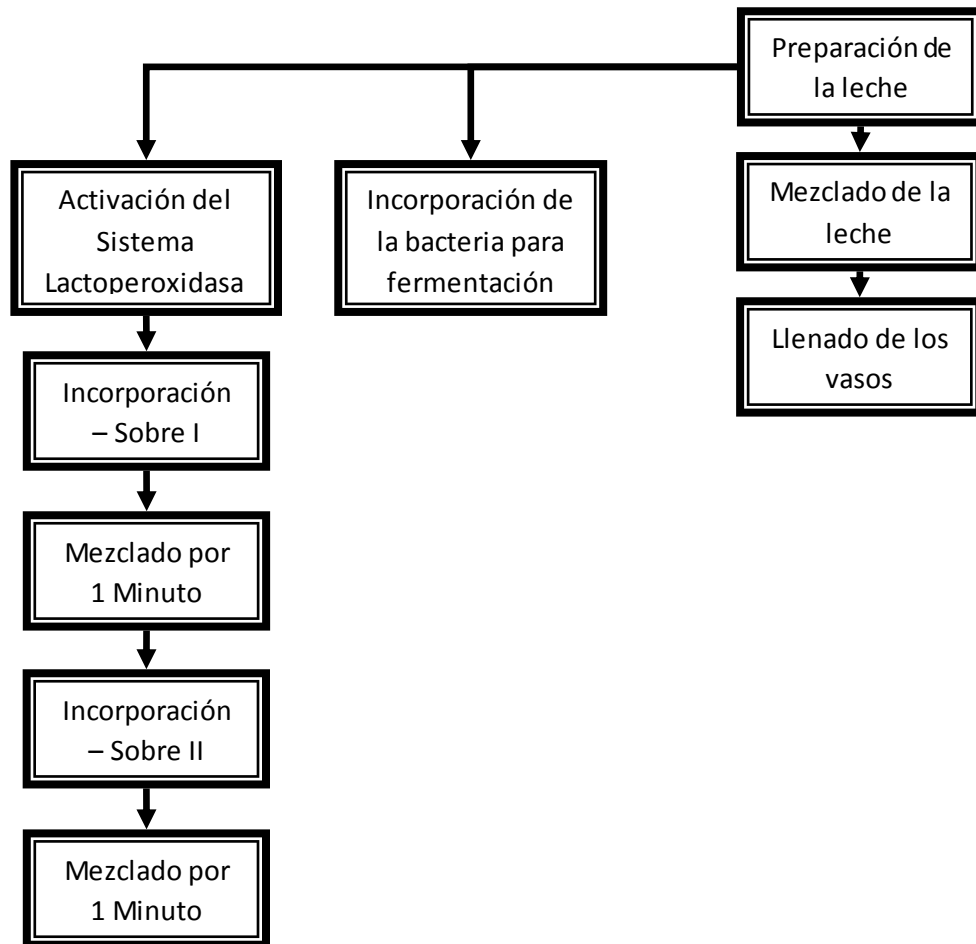 Preparación de
la leche
Activación del
Sistema
Lactoperoxidasa
Incorporación de
la bacteria para
fermentación
Mezclado de la
leche
Llenado de los
vasos
Incorporación
– Sobre I
Mezclado por
1 Minuto
Incorporación
– Sobre II
Mezclado por
1 Minuto